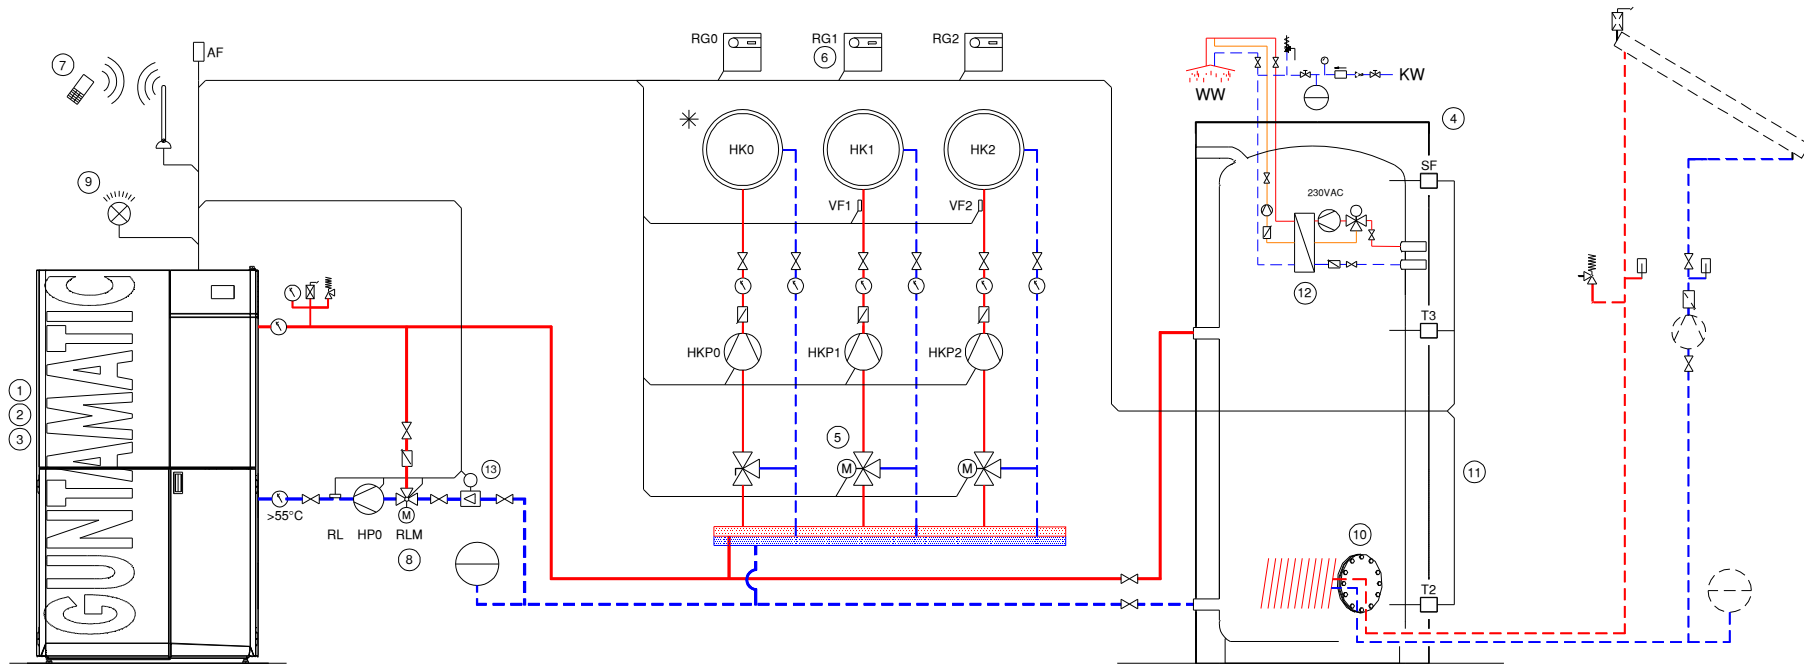 RG0
RG1
RG2
6
7
AF
KW
WW
4
HK0
HK1
HK2
SF
9
230VAC
VF1
VF2
12
GUNTAMATIC
T3
HKP0
HKP1
HKP2
1
2
3
5
M
M
13
11
>55°C
RL
HP0
RLM
M
8
10
T2